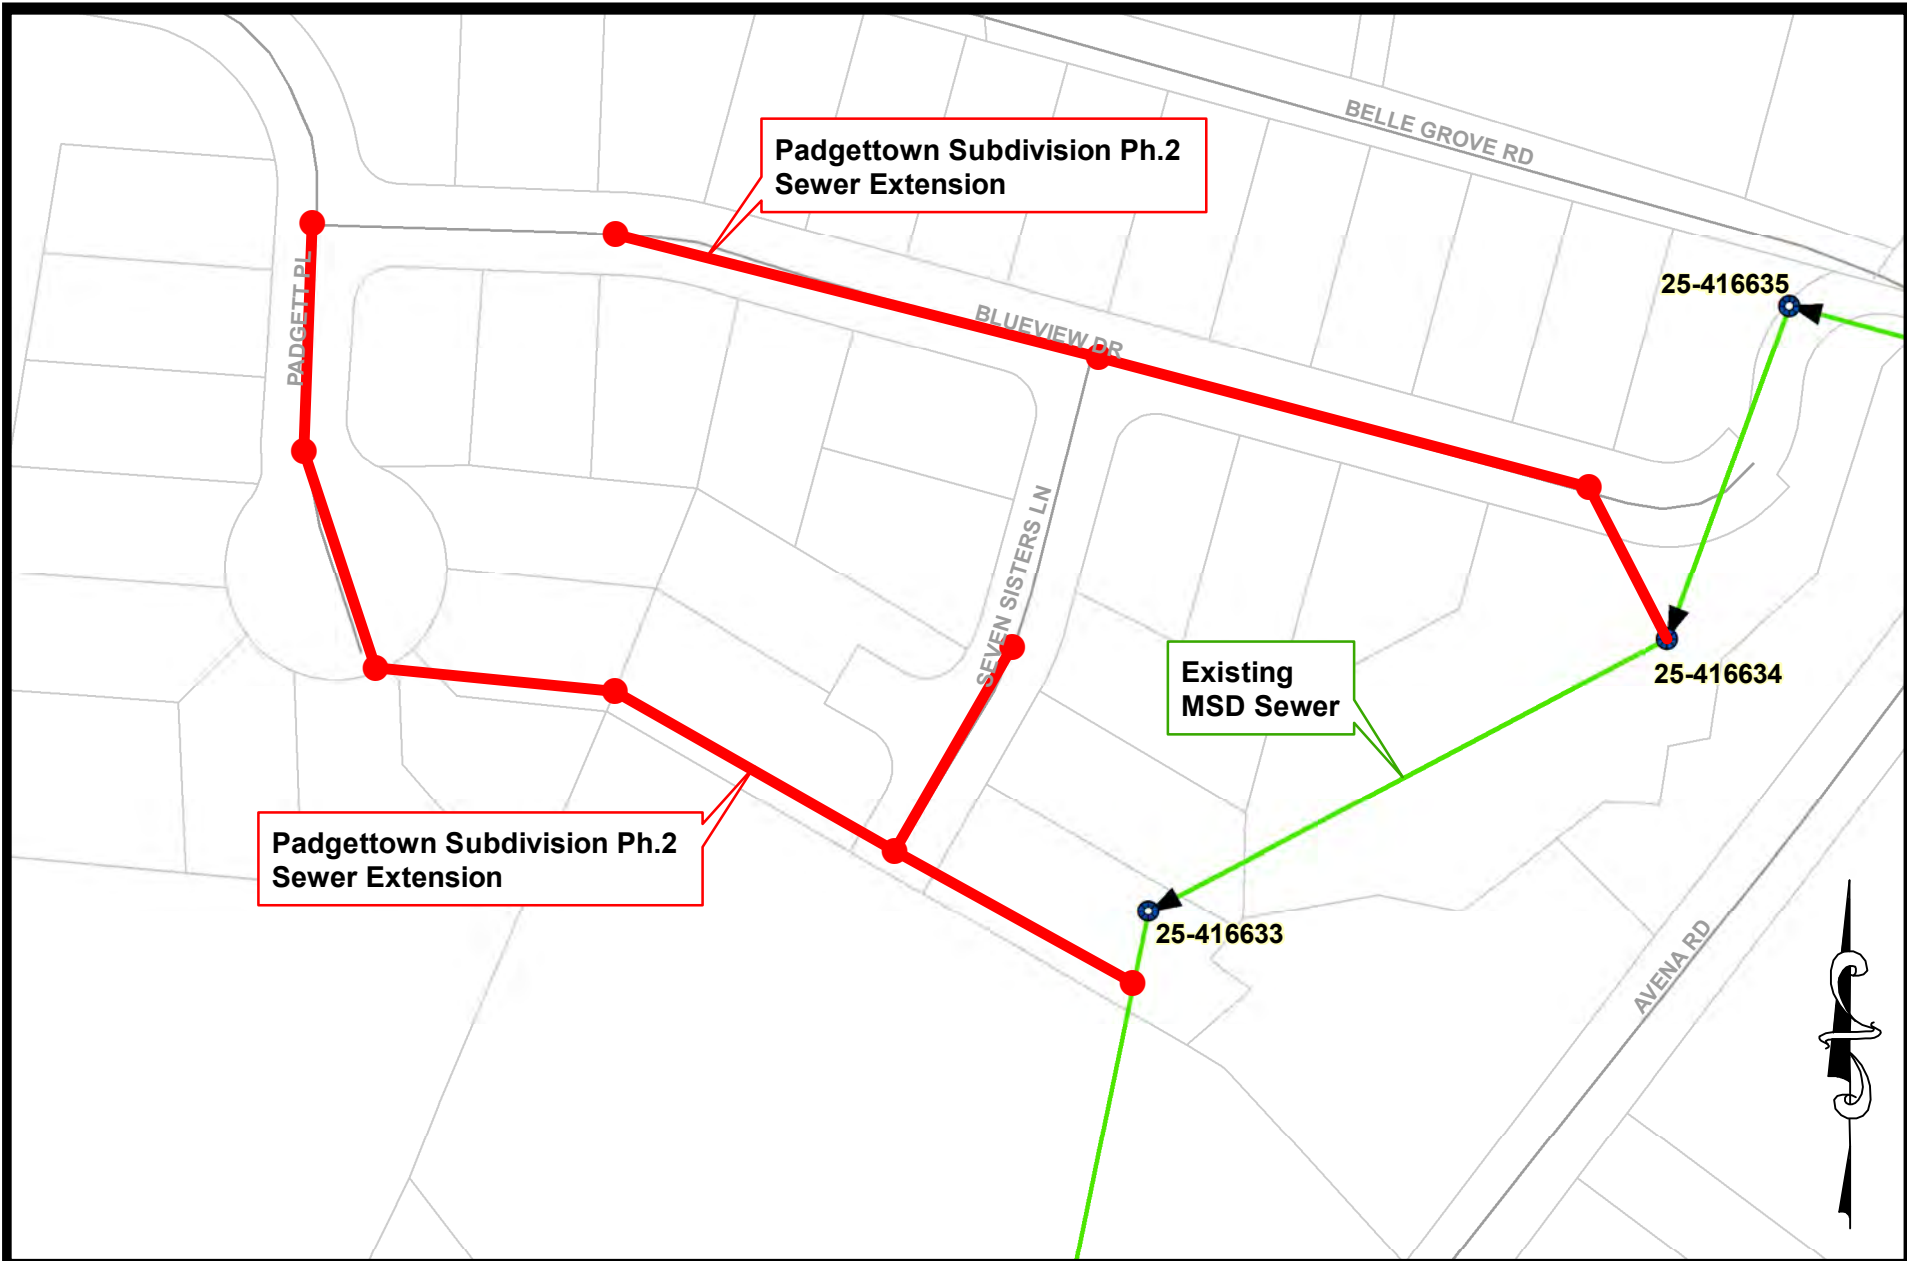 BELLE GROVE RD
Padgettown Subdivision Ph.2
Sewer Extension
25-416635
PADGETT PL
BLUEVIEW DR
SEVEN SISTERS LN
Existing
MSD Sewer
25-416634
Padgettown Subdivision Ph.2
Sewer Extension
25-416633
AVENA RD